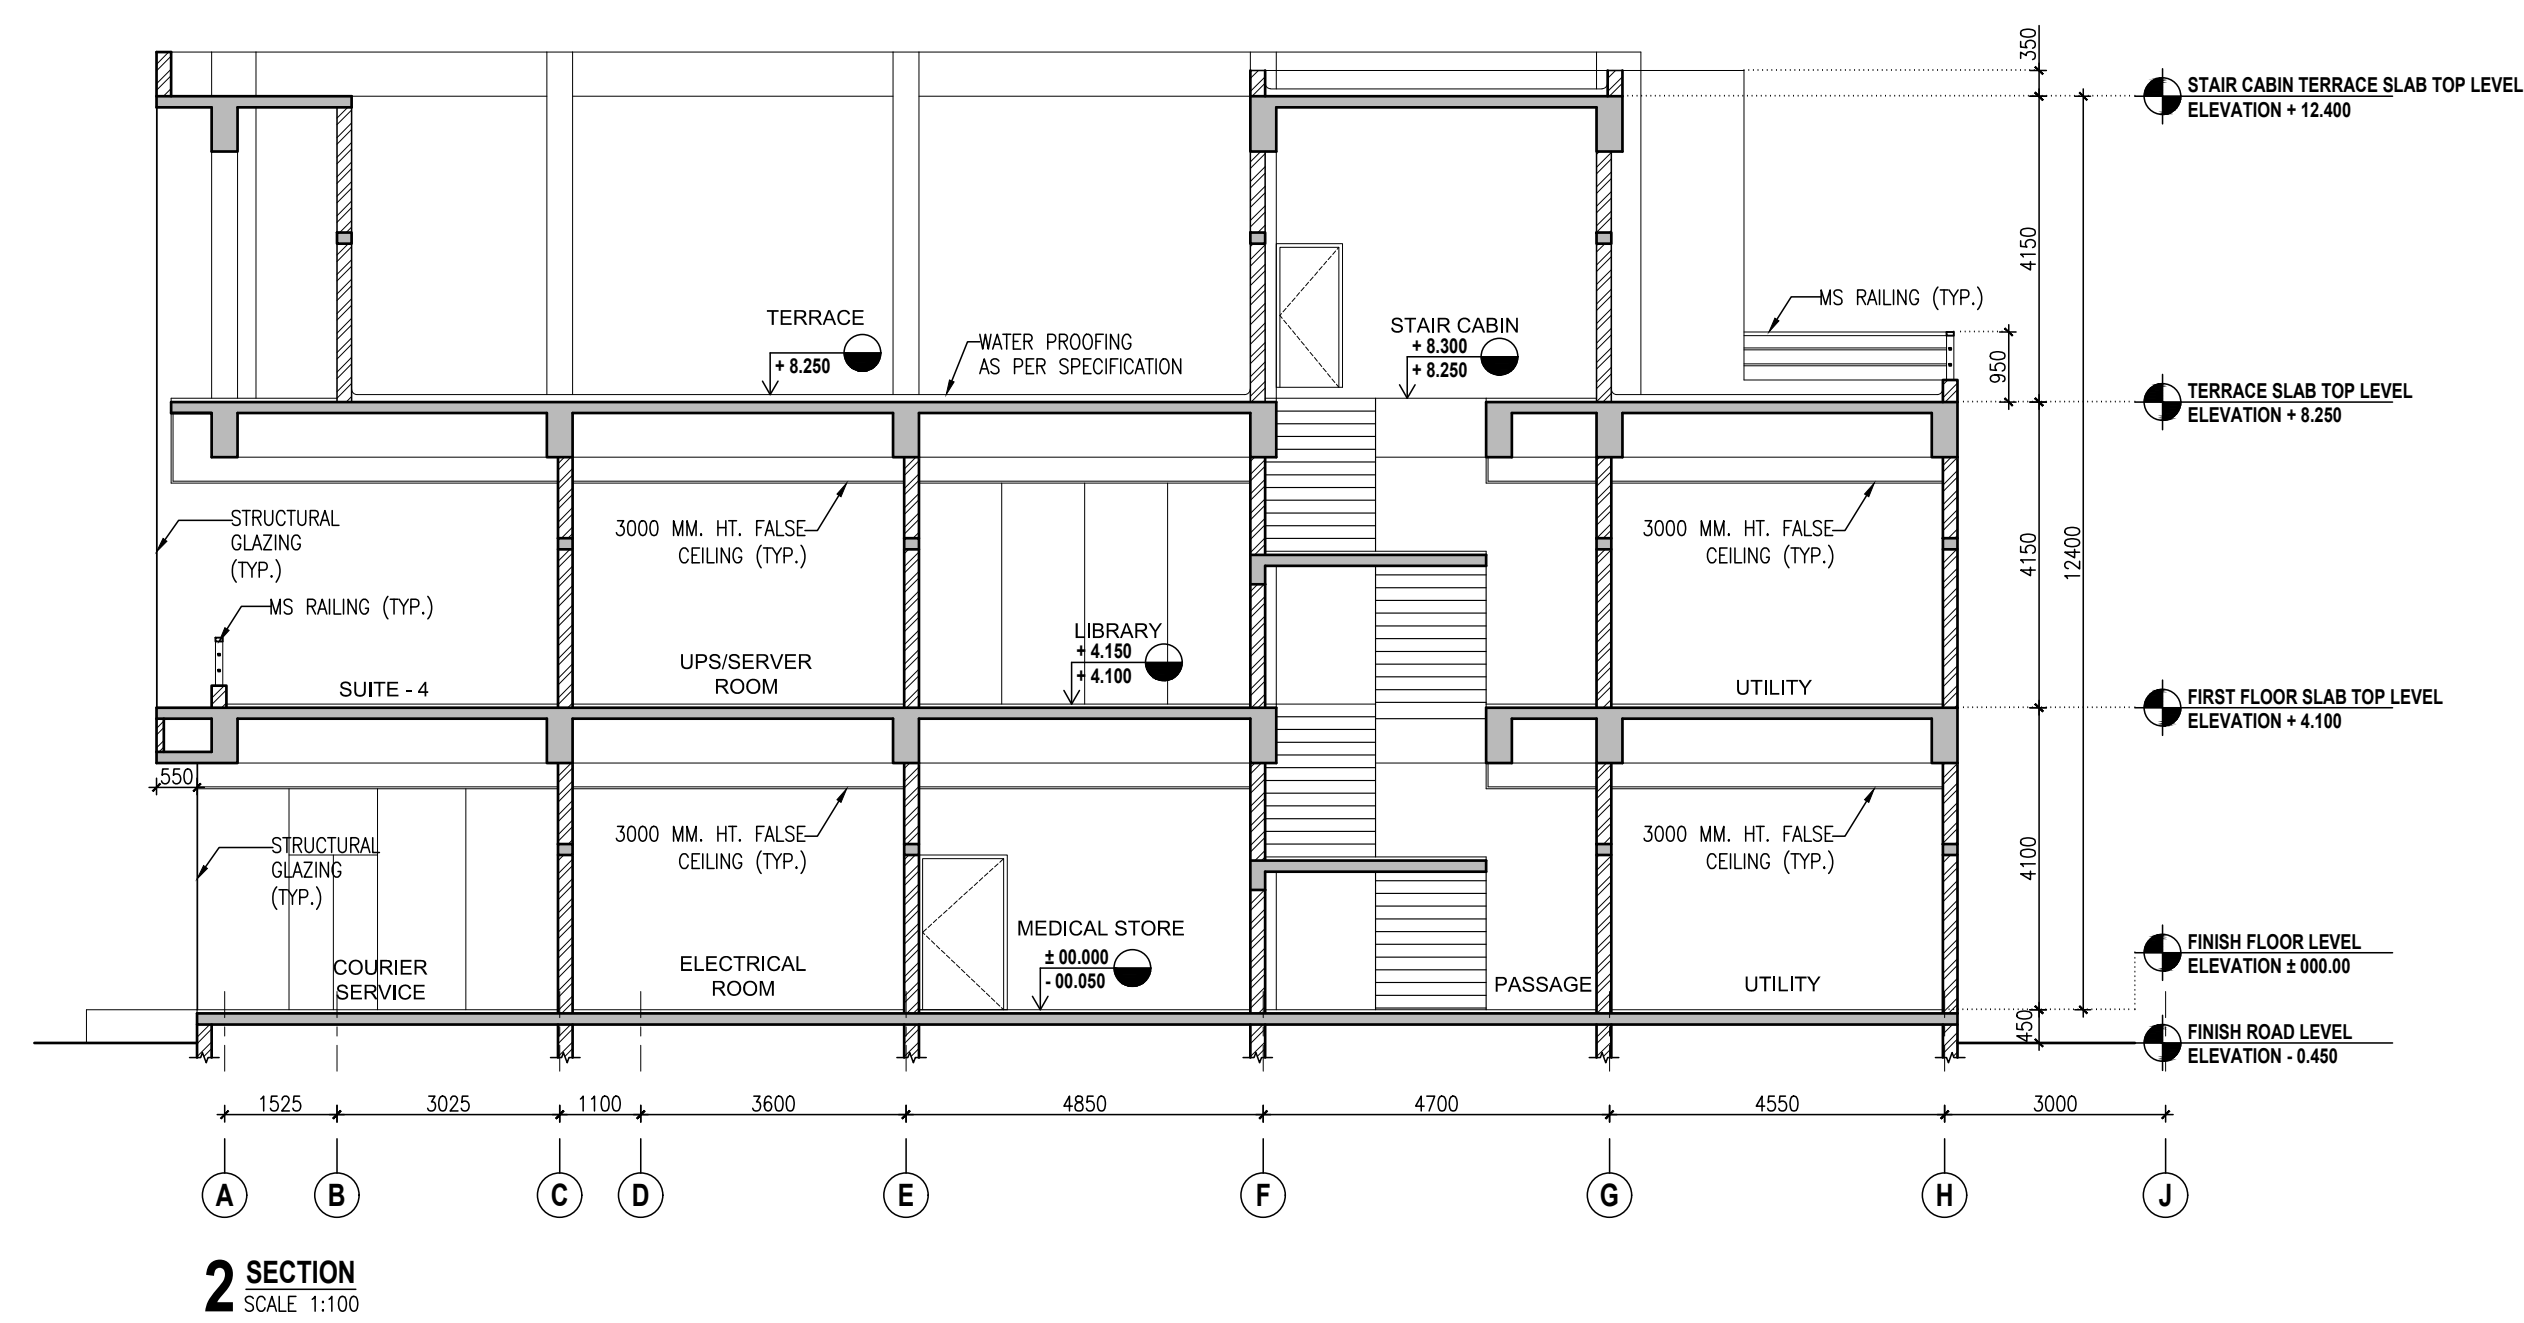 350
STAIR CABIN TERRACE SLAB TOP LEVEL
ELEVATION + 12.400
4150
MS RAILING (TYP.)
TERRACE
+ 8.250
WATER PROOFING
AS PER SPECIFICATION
STAIR CABIN
+ 8.300
+ 8.250
950
TERRACE SLAB TOP LEVEL
ELEVATION + 8.250
STRUCTURAL
GLAZING
(TYP.)
3000 MM. HT. FALSE
CEILING (TYP.)
3000 MM. HT. FALSE
CEILING (TYP.)
4150
12400
MS RAILING (TYP.)
SUITE - 4
UPS/SERVER
ROOM
LIBRARY
+ 4.150
+ 4.100
UTILITY
FIRST FLOOR SLAB TOP LEVEL
ELEVATION + 4.100
550
STRUCTURAL
GLAZING
(TYP.)
3000 MM. HT. FALSE
CEILING (TYP.)
3000 MM. HT. FALSE
CEILING (TYP.)
4100
COURIER
SERVICE
ELECTRICAL
ROOM
MEDICAL STORE
± 00.000
- 00.050
PASSAGE
UTILITY
FINISH FLOOR LEVEL
ELEVATION ± 000.00
450
FINISH ROAD LEVEL
ELEVATION - 0.450
1525 3025 1100 3600 4850 4700 4550 3000
A B C D E F G H J
2 SECTION
SCALE 1:100